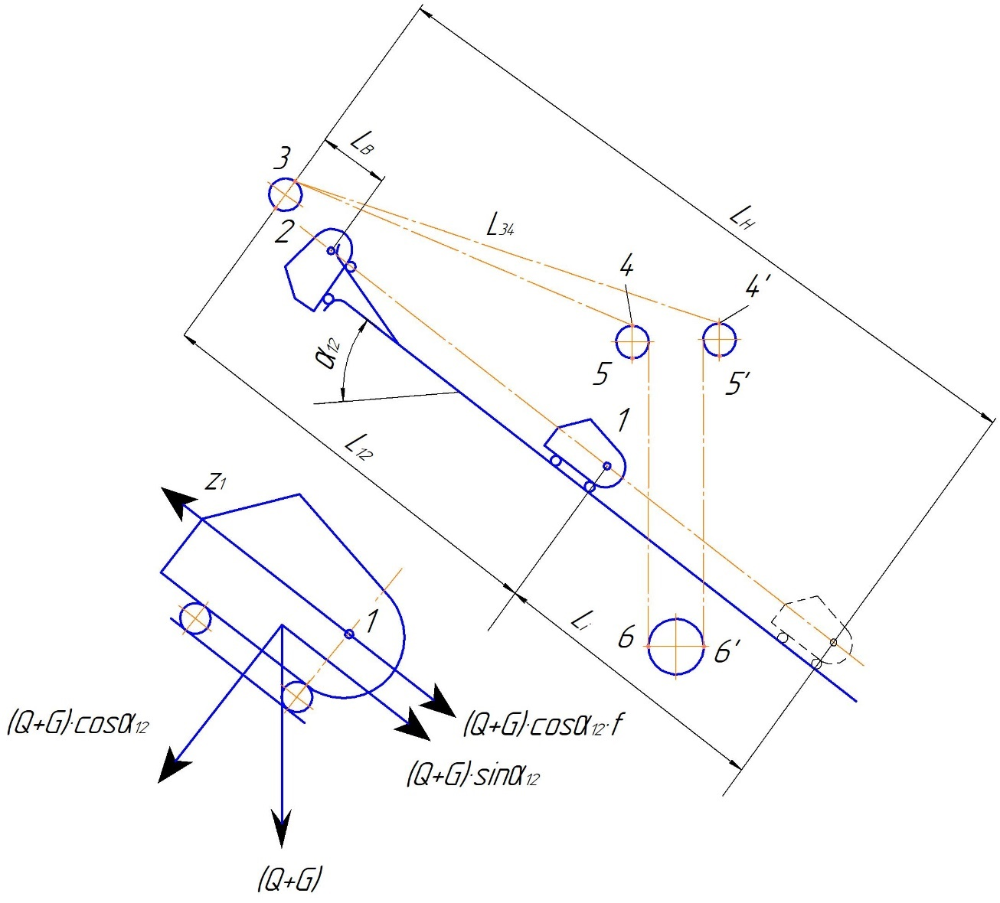 L_B
3
L_H
2
L_34
4
4'
α_12
5
5'
1
L_12
z_1
L_i
1
6
6'
(Q+G)·cosα_12
(Q+G)·cosα_12·f
(Q+G)·sinα_12
(Q+G)